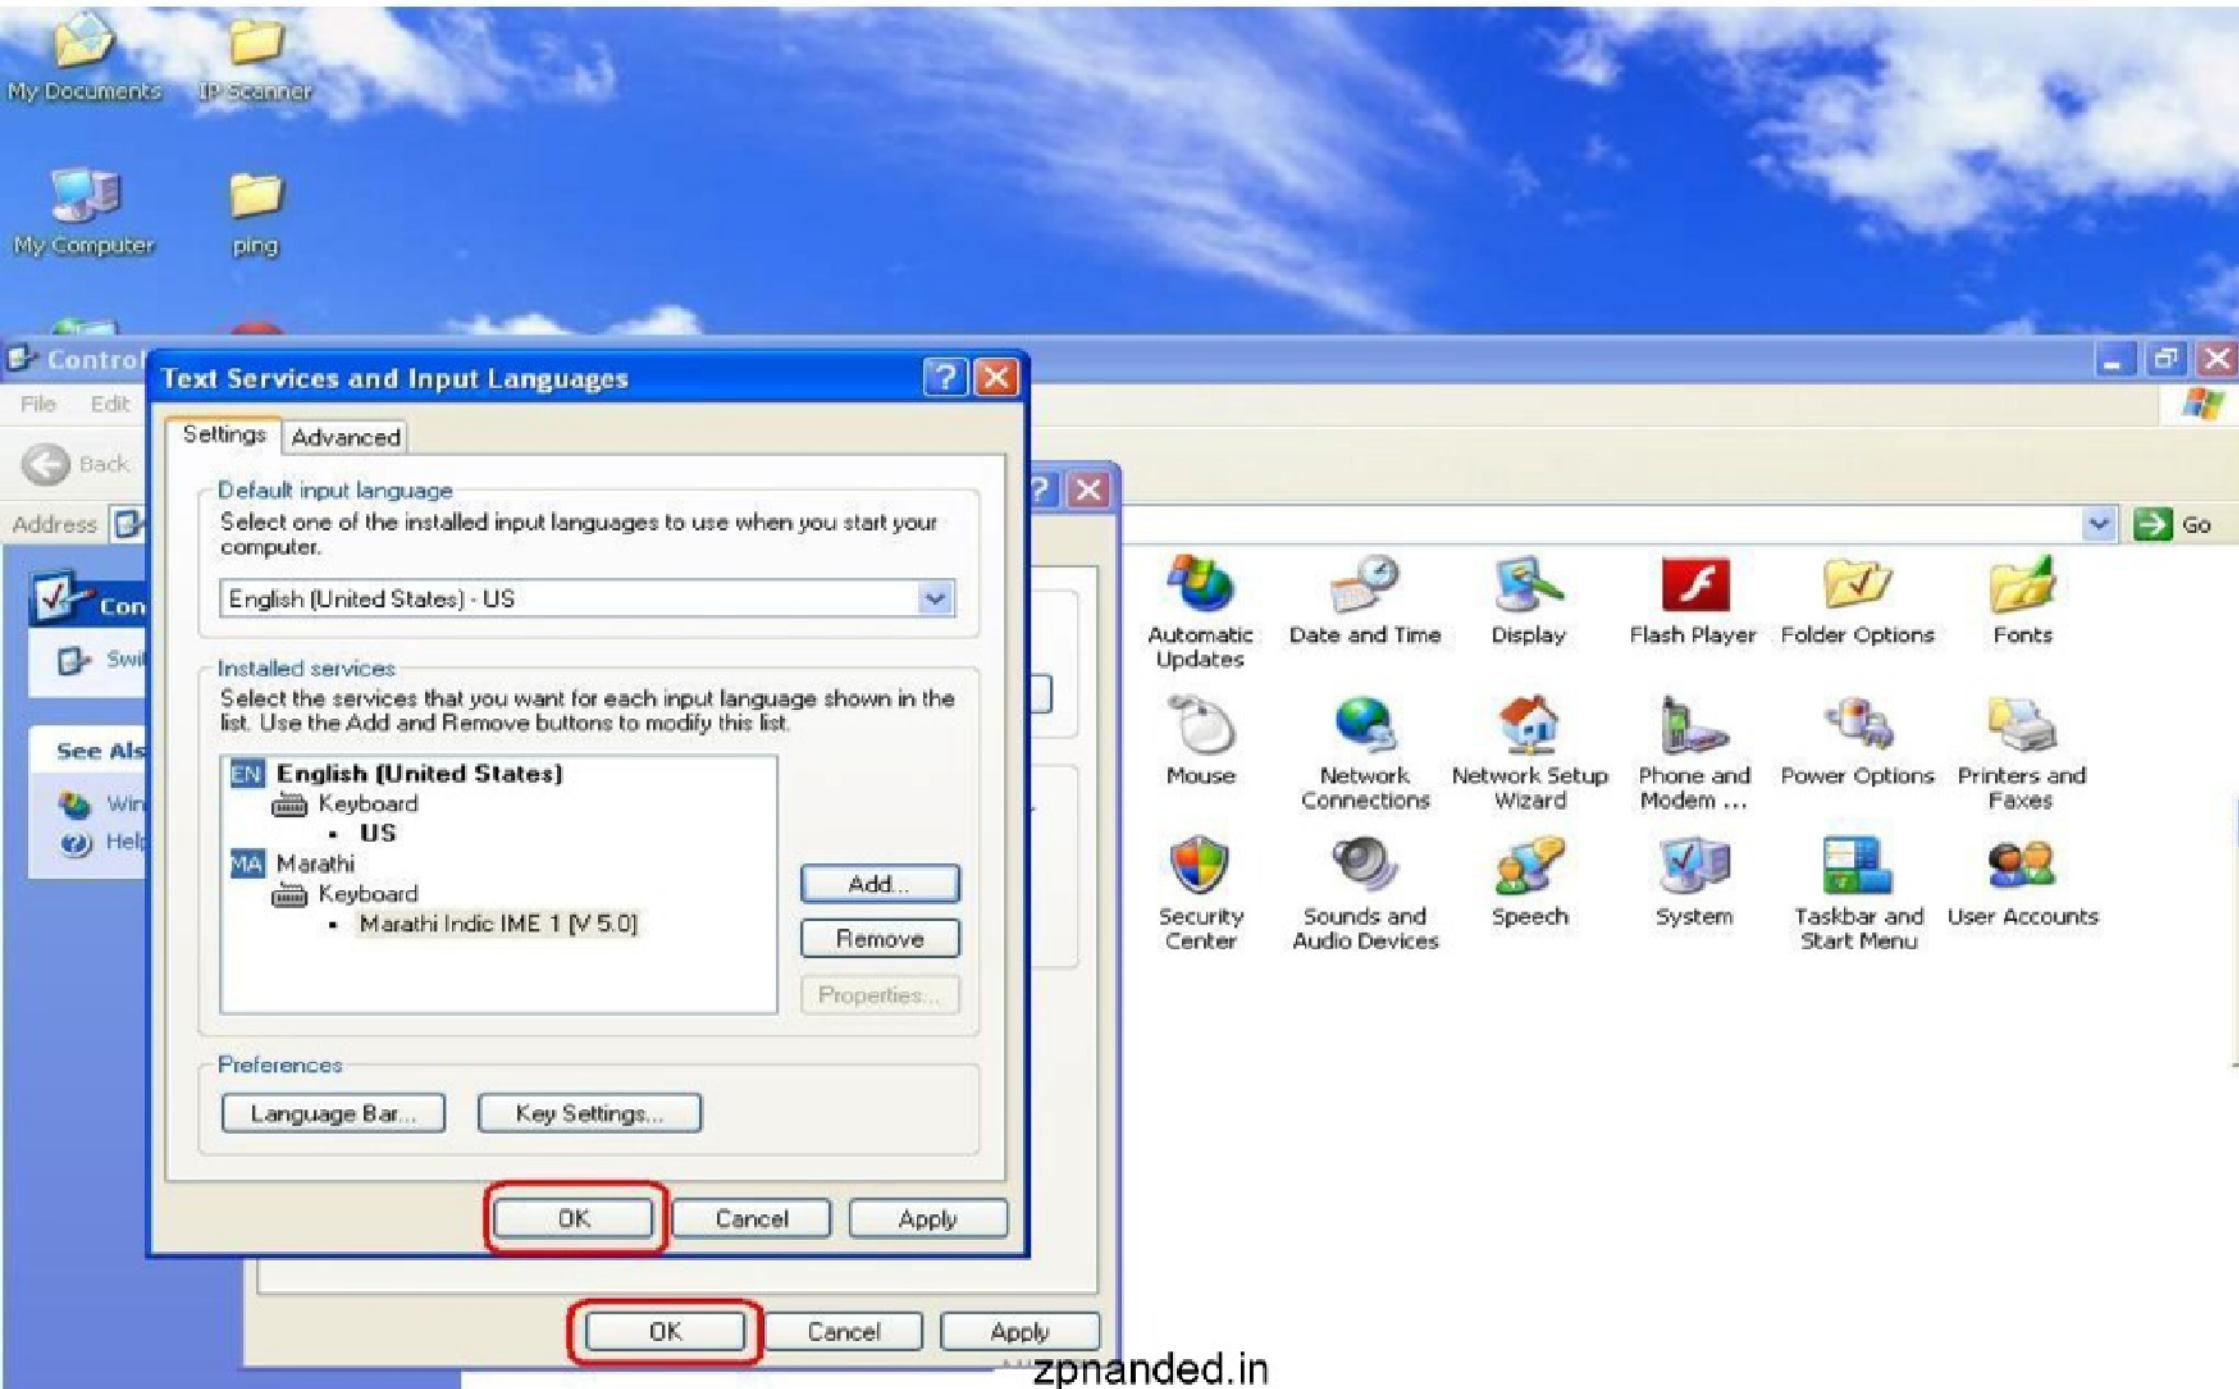 My Documents
IP Scanner
My Computer
ping
Control
File Edit
Back
Address
Go
Text Services and Input Languages
Settings
Advanced
Default input language
Select one of the installed input languages to use when you start your
computer.
English (United States) - US
Installed services
Select the services that you want for each input language shown in the
list. Use the Add and Remove buttons to modify this list.
EN English (United States)
Keyboard
• US
MA Marathi
Keyboard
• Marathi Indic IME 1 [V 5.0]
Add...
Remove
Properties...
Preferences
Language Bar...
Key Settings...
OK
Cancel
Apply
OK
Cancel
Apply
Con
Swit
See Als
Win
Help
Automatic
Updates
Date and Time
Display
Flash Player
Folder Options
Fonts
Mouse
Network
Connections
Network Setup
Wizard
Phone and
Modem ...
Power Options
Printers and
Faxes
Security
Center
Sounds and
Audio Devices
Speech
System
Taskbar and
Start Menu
User Accounts
zpnanded.in